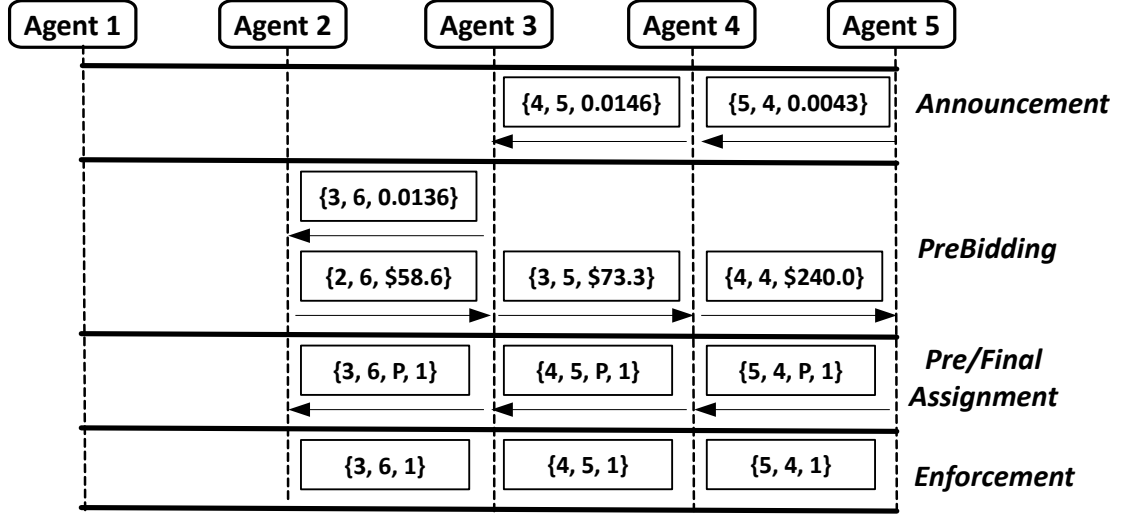 Agent 1 Agent 2 Agent 3 Agent 4 Agent 5
{4, 5, 0.0146} {5, 4, 0.0043} Announcement
{3, 6, 0.0136}
PreBidding
{2, 6, $58.6} {3, 5, $73.3} {4, 4, $240.0}
{3, 6, P, 1} {4, 5, P, 1} {5, 4, P, 1} Pre/Final
Assignment
{3, 6, 1} {4, 5, 1} {5, 4, 1} Enforcement